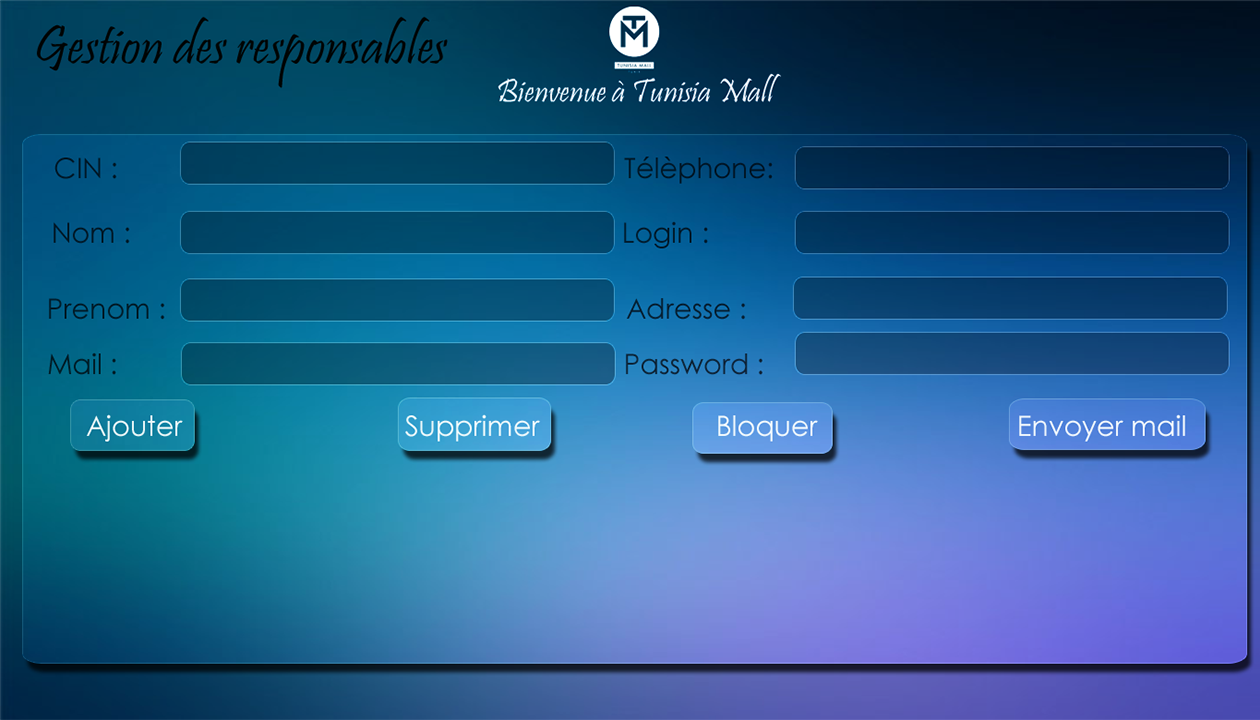 Gestion des responsables
TM
TUNISIA MALL
Bienvenue à Tunisia Mall
CIN :
Télèphone:
Nom :
Login :
Prenom :
Adresse :
Mail :
Password :
Ajouter
Supprimer
Bloquer
Envoyer mail